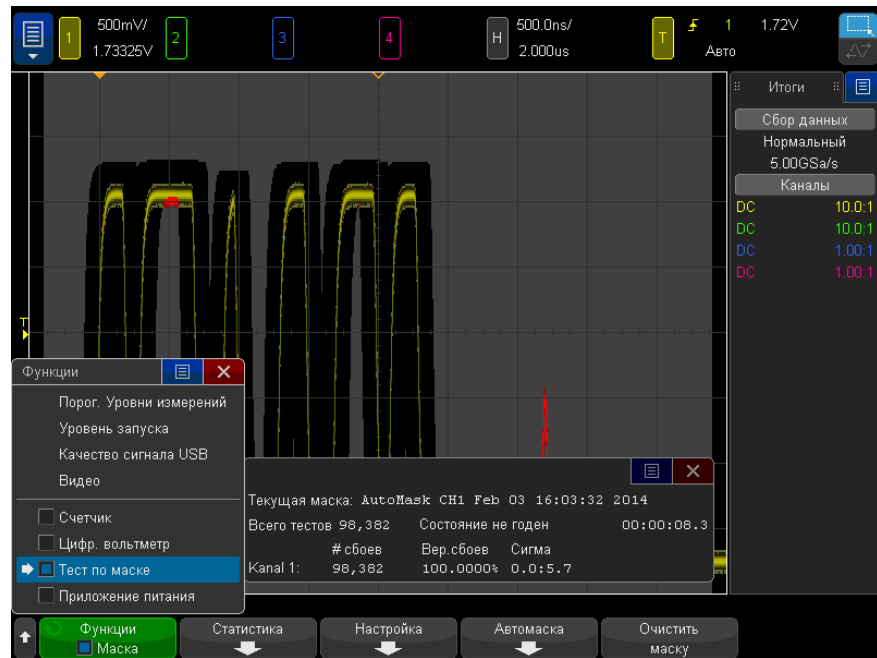 1 500mV/ 2 3 4 H 500.0ns/ T 1 1.72V
1.73325V 2.000us Авто
Итоги
Сбор данных
Нормальный
5.00GSa/s
Каналы
DC 10.0:1
DC 10.0:1
DC 1.00:1
DC 1.00:1
T
Функции
Порог. Уровни измерений
Уровень запуска
Качество сигнала USB
Видео
Счетчик
Цифр. вольтметр
Тест по маске
Приложение питания
Текущая маска: AutoMask CH1 Feb 03 16:03:32 2014
Всего тестов 98,382 Состояние не годен 00:00:08.3
# сбоев Вер.сбоев Сигма
Kanal 1: 98,382 100.0000% 0.0:5.7
Функции
Маска
Статистика
Настройка
Автомаска
Очистить
маску